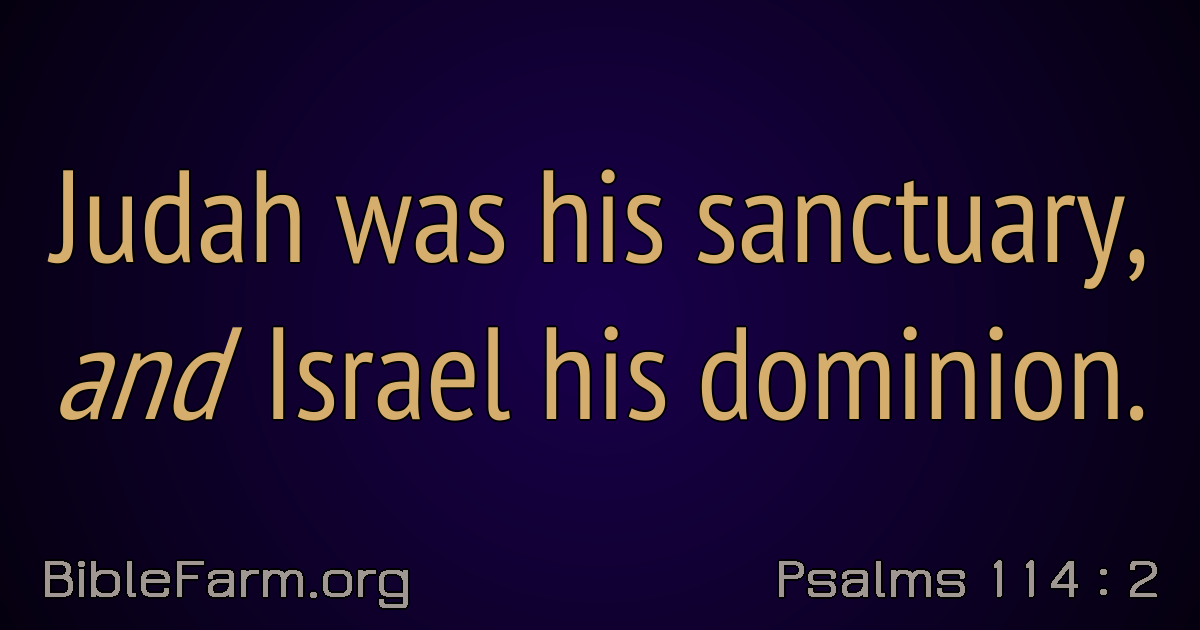 Judah was his sanctuary,
and Israel his dominion.
BibleFarm.org
Psalms 114 : 2